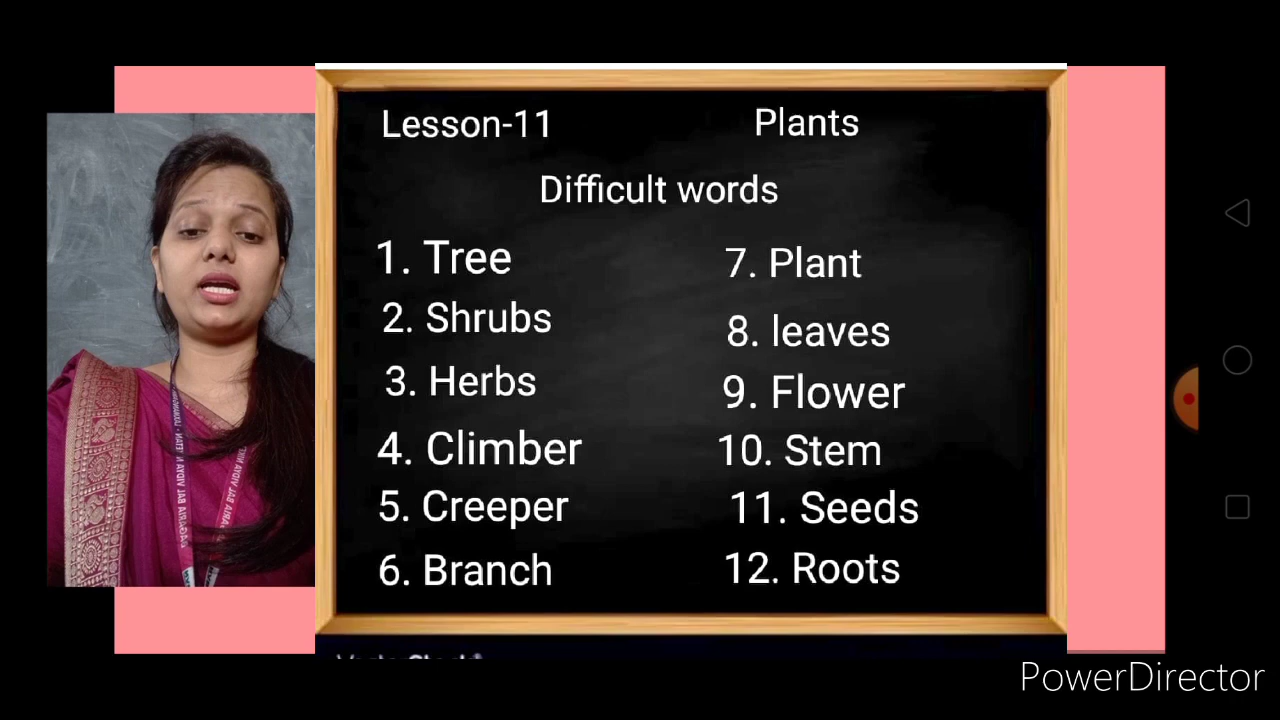 Lesson-11
Plants
Difficult words
1. Tree
2. Shrubs
3. Herbs
4. Climber
5. Creeper
6. Branch
7. Plant
8. leaves
9. Flower
10. Stem
11. Seeds
12. Roots
PowerDirector